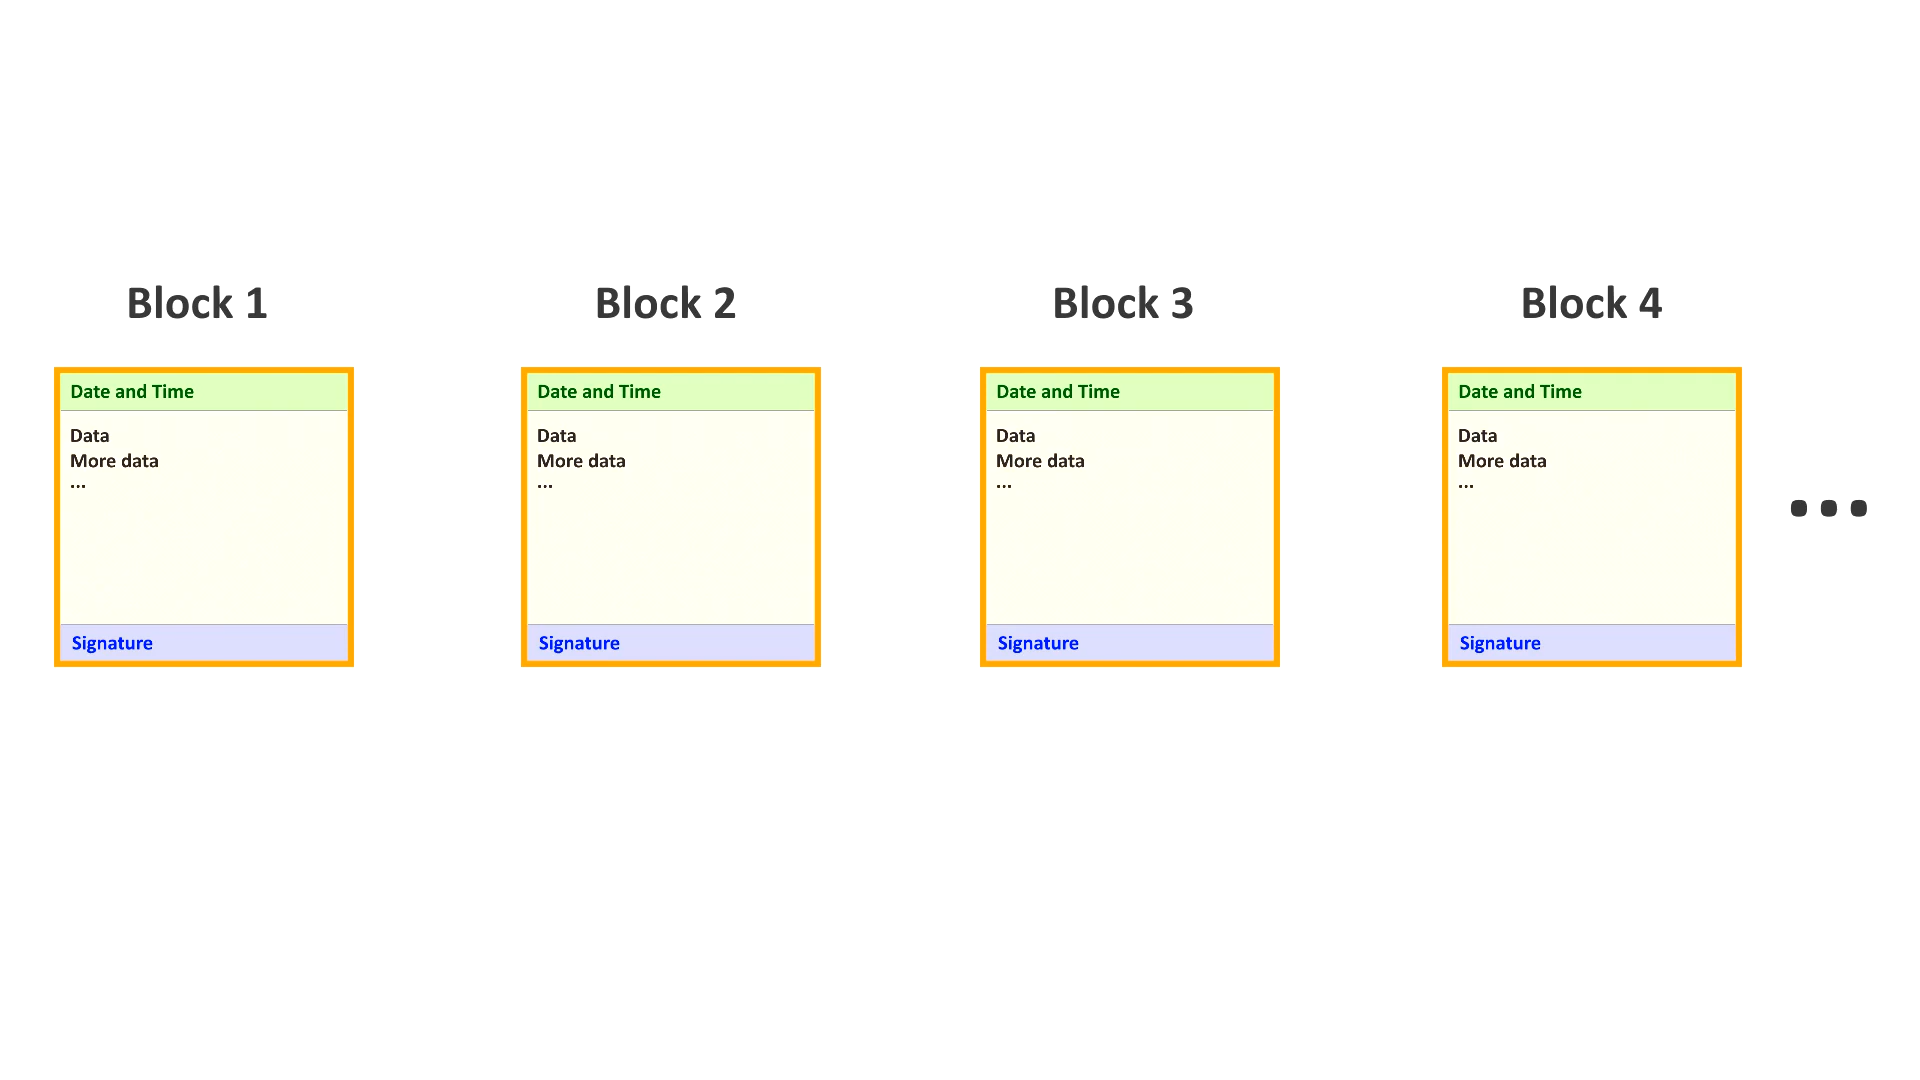 Block 1
Block 2
Block 3
Block 4
Date and Time
Data
More data
...
Signature
Date and Time
Data
More data
...
Signature
Date and Time
Data
More data
...
Signature
Date and Time
Data
More data
...
Signature
...